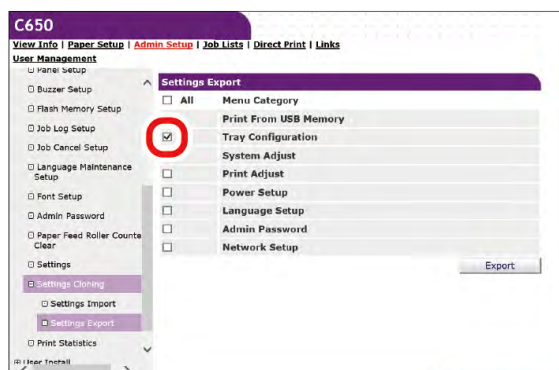 C650
View Info | Paper Setup | Admin Setup | Job Lists | Direct Print | Links
User Management
Panel Setup
Buzzer Setup
Flash Memory Setup
Job Log Setup
Job Cancel Setup
Language Maintenance
Setup
Font Setup
Admin Password
Paper Feed Roller Counte
Clear
Settings
Settings Cloning
Settings Import
Settings Export
Print Statistics
User Install
Settings Export
All Menu Category
Print From USB Memory
Tray Configuration
System Adjust
Print Adjust
Power Setup
Language Setup
Admin Password
Network Setup
Export